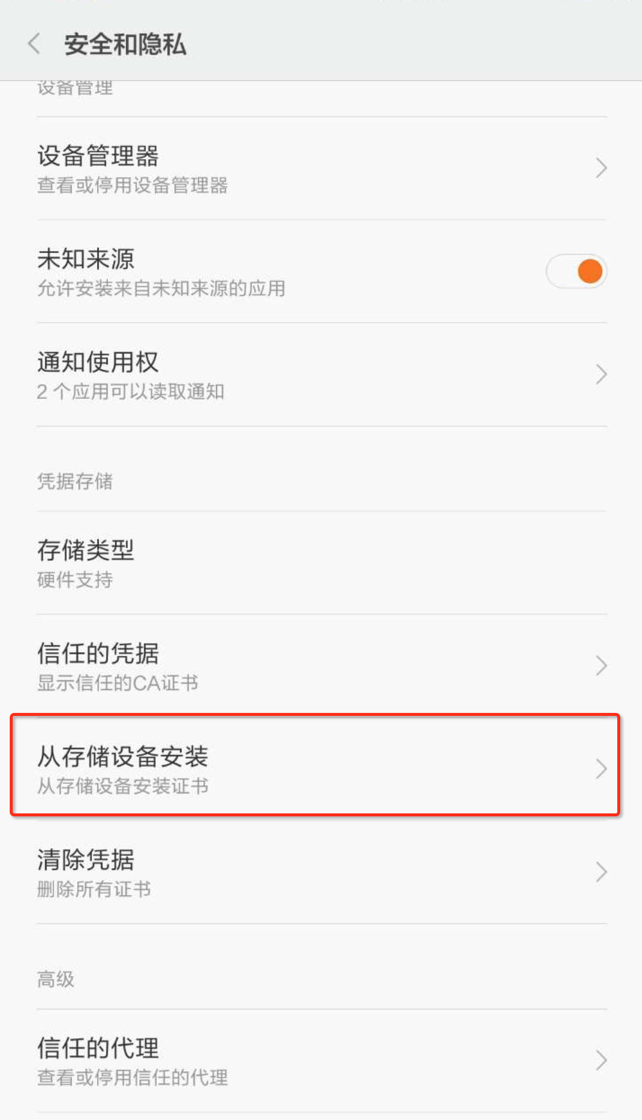 安全和隐私
设备管理
设备管理器
查看或停用设备管理器
未知来源
允许安装来自未知来源的应用
通知使用权
2 个应用可以读取通知
凭据存储
存储类型
硬件支持
信任的凭据
显示信任的CA证书
从存储设备安装
从存储设备安装证书
清除凭据
删除所有证书
高级
信任的代理
查看或停用信任的代理